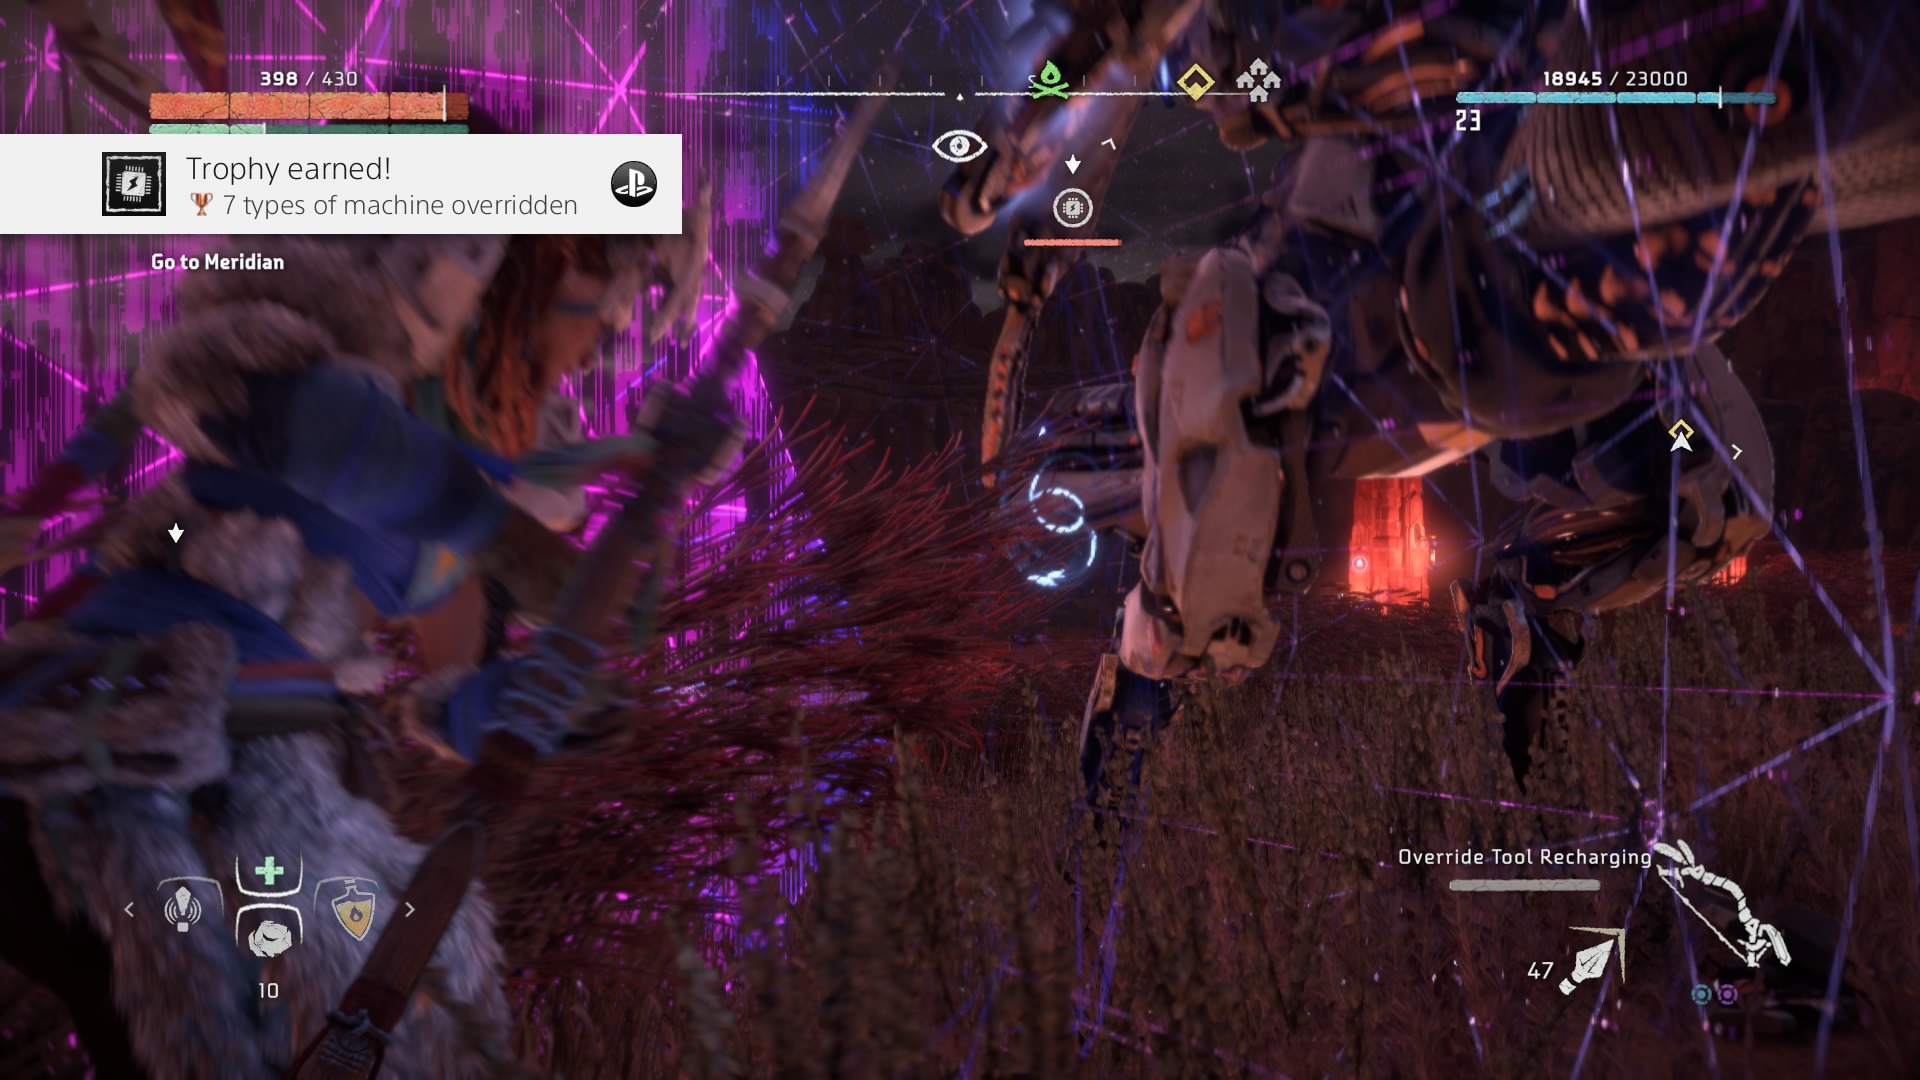 398 / 430
S
18945 / 23000
23
Trophy earned!
7 types of machine overridden
Go to Meridian
Override Tool Recharging
47
10